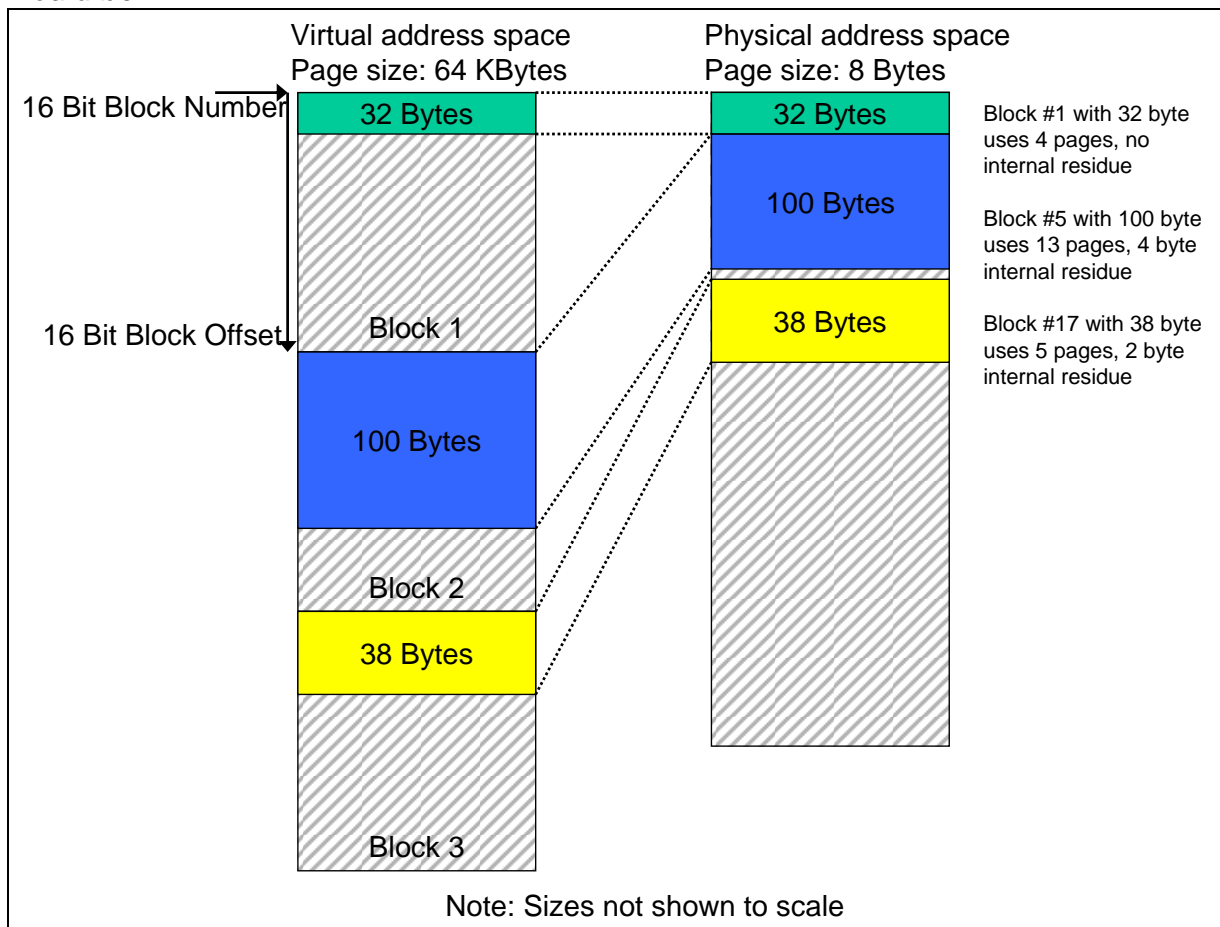 Virtual address space
Page size: 64 KBytes
Physical address space
Page size: 8 Bytes
16 Bit Block Number
32 Bytes
32 Bytes
Block #1 with 32 byte
uses 4 pages, no
internal residue
100 Bytes
Block #5 with 100 byte
uses 13 pages, 4 byte
internal residue
Block 1
16 Bit Block Offset
38 Bytes
Block #17 with 38 byte
uses 5 pages, 2 byte
internal residue
100 Bytes
Block 2
38 Bytes
Block 3
Note: Sizes not shown to scale